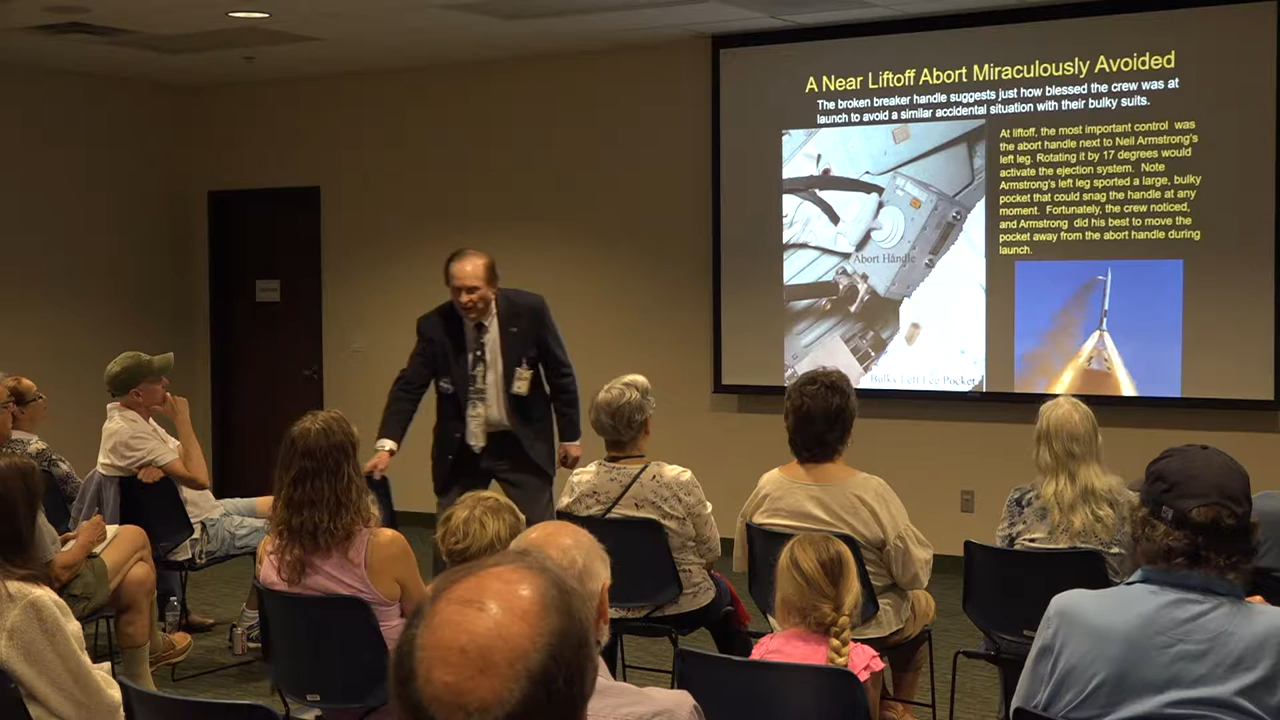 A Near Liftoff Abort Miraculously Avoided
The broken breaker handle suggests just how blessed the crew was at
launch to avoid a similar accidental situation with their bulky suits.
At liftoff, the most important control was
the abort handle next to Neil Armstrong's
left leg. Rotating it by 17 degrees would
activate the ejection system. Note
Armstrong's left leg sported a large, bulky
pocket that could snag the handle at any
moment. Fortunately, the crew noticed,
and Armstrong did his best to move the
pocket away from the abort handle during
launch.
Abort Handle
Bulky Left Leg Pocket